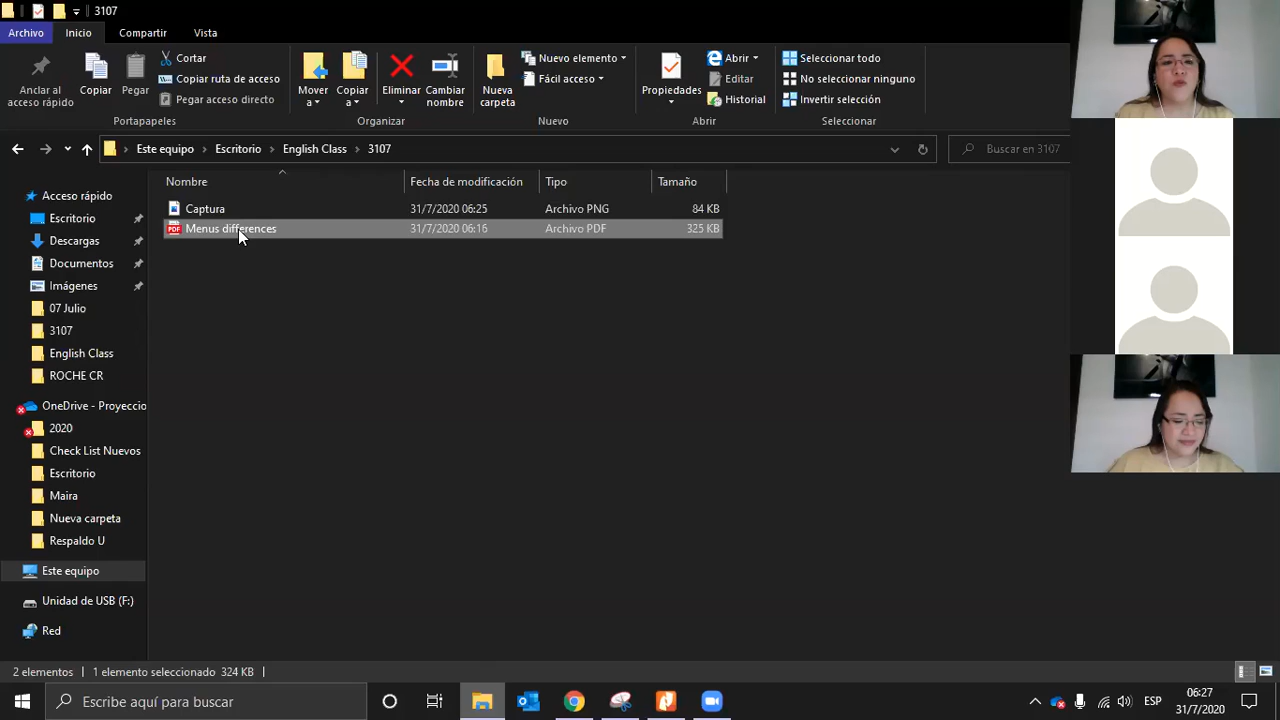 3107
Archivo
Inicio
Compartir
Vista
Anclar al acceso rápido
Copiar
Pegar
Cortar
Copiar ruta de acceso
Pegar acceso directo
Portapapeles
Mover a
Copiar a
Eliminar
Cambiar nombre
Organizar
Nueva carpeta
Nuevo elemento
Fácil acceso
Nuevo
Propiedades
Abrir
Editar
Historial
Abrir
Seleccionar todo
No seleccionar ninguno
Invertir selección
Seleccionar
Este equipo > Escritorio > English Class > 3107
Buscar en 3107
Nombre
Fecha de modificación
Tipo
Tamaño
Captura 31/7/2020 06:25 Archivo PNG 84 KB
PDF Menus differences 31/7/2020 06:16 Archivo PDF 325 KB
Acceso rápido
Escritorio
Descargas
Documentos
Imágenes
07 Julio
3107
English Class
ROCHE CR
OneDrive - Proyeccio
2020
Check List Nuevos
Escritorio
Maira
Nueva carpeta
Respaldo U
Este equipo
Unidad de USB (F:)
Red
2 elementos
1 elemento seleccionado 324 KB
Escribe aquí para buscar
ESP
06:27
31/7/2020